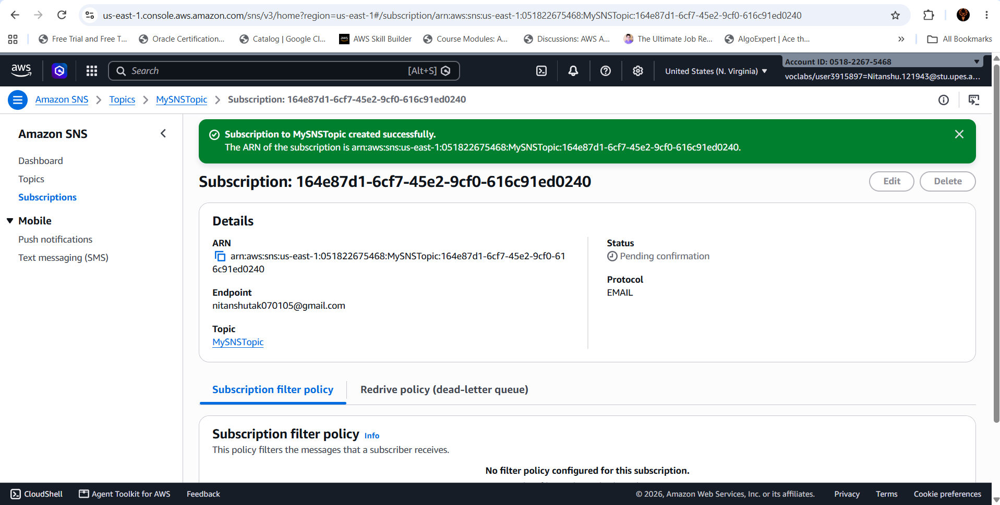 us-east-1.console.aws.amazon.com/sns/v3/home?region=us-east-1#/subscription/arn:aws:sns:us-east-1:051822675468:MySNSTopic:164e87d1-6cf7-45e2-9cf0-616c91ed0240
Free Trial and Free T...
Oracle Certification...
Catalog | Google Cl...
aws
AWS Skill Builder
Course Modules: A...
Discussions: AWS A...
The Ultimate Job Re...
AlgoExpert | Ace th...
»
All Bookmarks
aws
Search
[Alt+S]
United States (N. Virginia)
Account ID: 0518-2267-5468
voclabs/user3915897=Nitanshu.121943@stu.upes.a...
Amazon SNS
Topics
MySNSTopic
Subscription: 164e87d1-6cf7-45e2-9cf0-616c91ed0240
Amazon SNS
Dashboard
Topics
Subscriptions
Mobile
Push notifications
Text messaging (SMS)
Subscription to MySNSTopic created successfully.
The ARN of the subscription is arn:aws:sns:us-east-1:051822675468:MySNSTopic:164e87d1-6cf7-45e2-9cf0-616c91ed0240.
Subscription: 164e87d1-6cf7-45e2-9cf0-616c91ed0240
Edit
Delete
Details
ARN
arn:aws:sns:us-east-1:051822675468:MySNSTopic:164e87d1-6cf7-45e2-9cf0-61
6c91ed0240
Endpoint
nitanshutak070105@gmail.com
Topic
MySNSTopic
Status
Pending confirmation
Protocol
EMAIL
Subscription filter policy
Redrive policy (dead-letter queue)
Subscription filter policy Info
This policy filters the messages that a subscriber receives.
No filter policy configured for this subscription.
CloudShell
Agent Toolkit for AWS
Feedback
© 2026, Amazon Web Services, Inc. or its affiliates.
Privacy
Terms
Cookie preferences